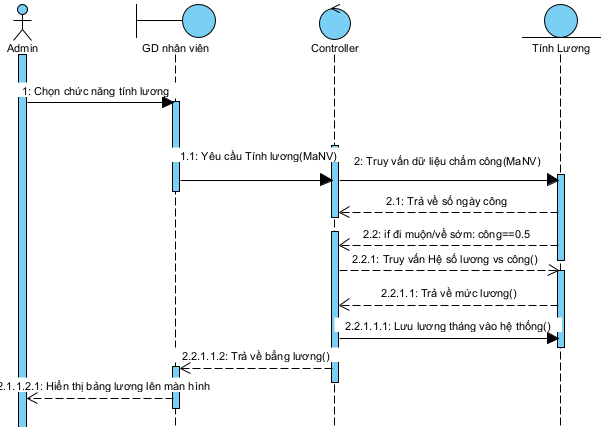 Admin
GD nhân viên
Controller
Tính Lương
1: Chọn chức năng tính lương
1.1: Yêu cầu Tính lương(MaNV)
2: Truy vấn dữ liệu chấm công(MaNV)
2.1: Trả về số ngày công
2.2: if đi muộn/về sớm: công==0.5
2.2.1: Truy vấn Hệ số lương vs công()
2.2.1.1: Trả về mức lương()
2.2.1.1.1: Lưu lương tháng vào hệ thống()
2.2.1.1.2: Trả về bảng lương()
2.1.1.2.1: Hiển thị bảng lương lên màn hình